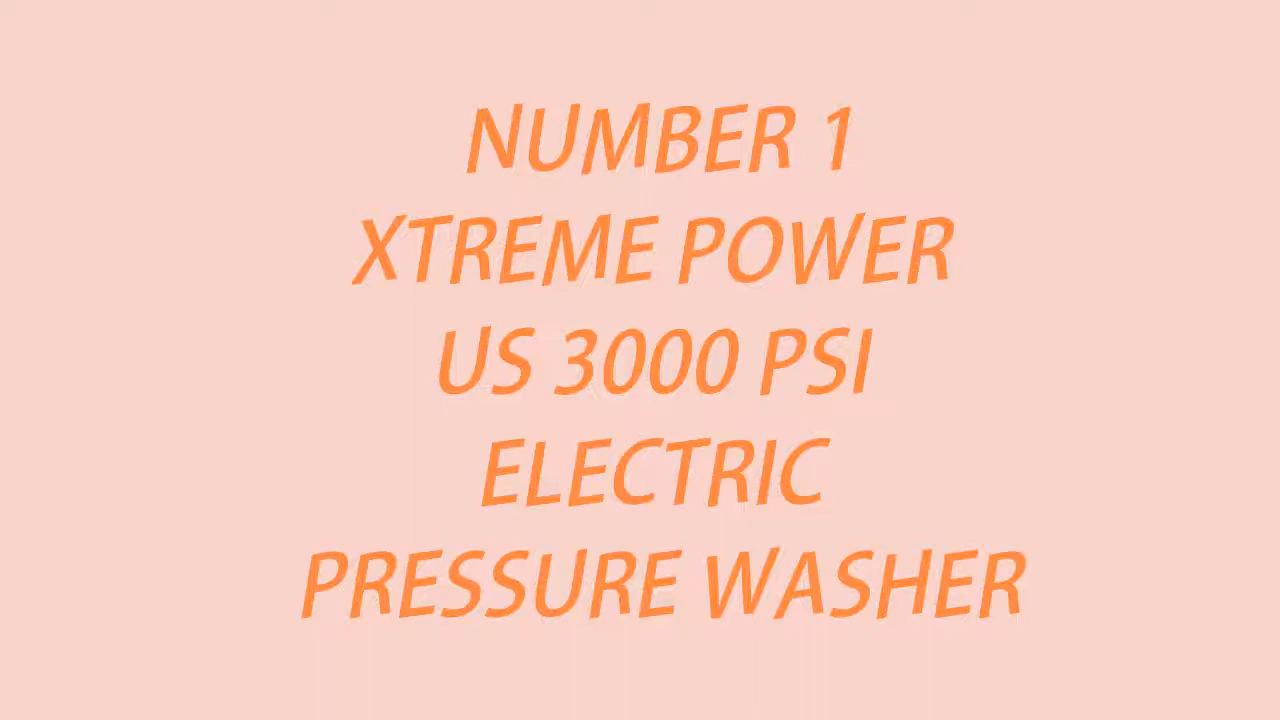 NUMBER 1
XTREME POWER
US 3000 PSI
ELECTRIC
PRESSURE WASHER